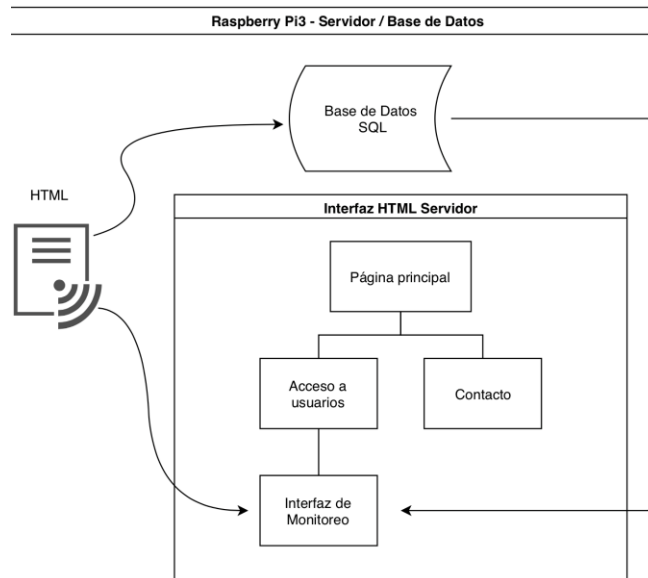 Raspberry Pi3 - Servidor / Base de Datos
Base de Datos
SQL
HTML
Interfaz HTML Servidor
Página principal
Acceso a
usuarios
Contacto
Interfaz de
Monitoreo